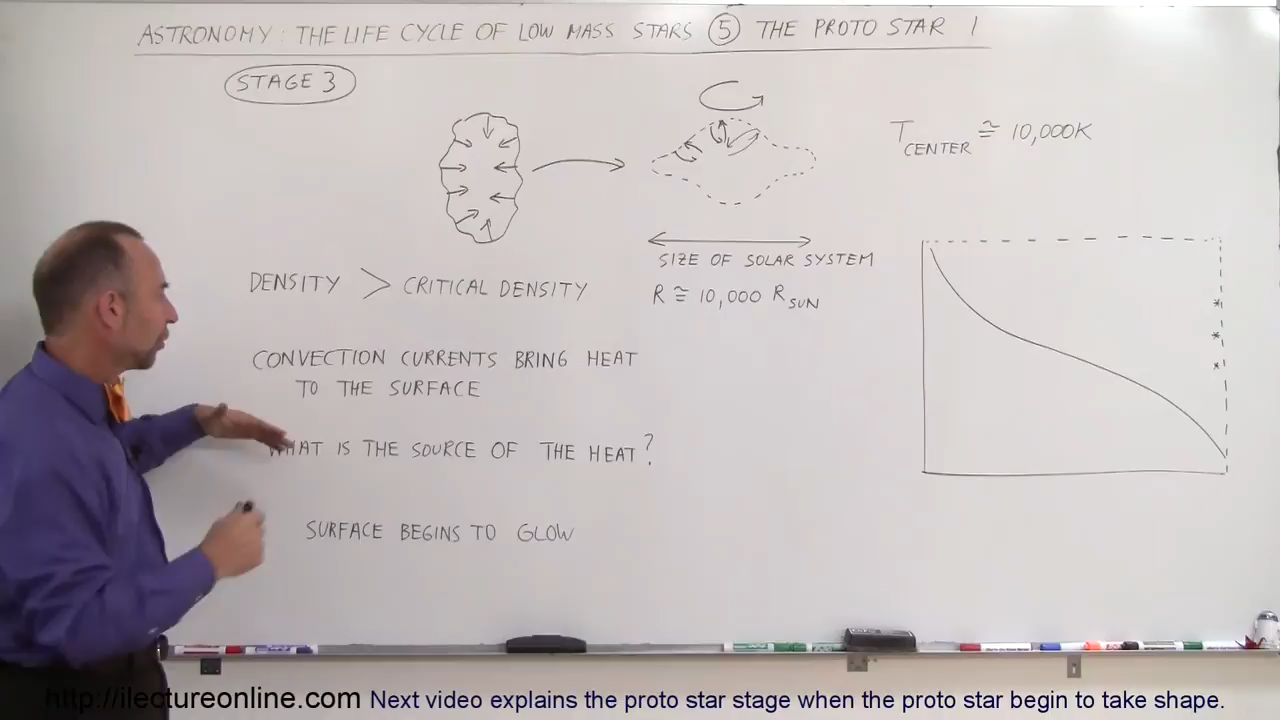 ASTRONOMY: THE LIFE CYCLE OF LOW MASS STARS ⑤ THE PROTO STAR 1
STAGE 3
T CENTER ≅ 10,000K
SIZE OF SOLAR SYSTEM
R ≅ 10,000 R SUN
DENSITY > CRITICAL DENSITY
CONVECTION CURRENTS BRING HEAT
TO THE SURFACE
WHAT IS THE SOURCE OF THE HEAT?
SURFACE BEGINS TO GLOW
http://ilectureonline.com Next video explains the proto star stage when the proto star begin to take shape.